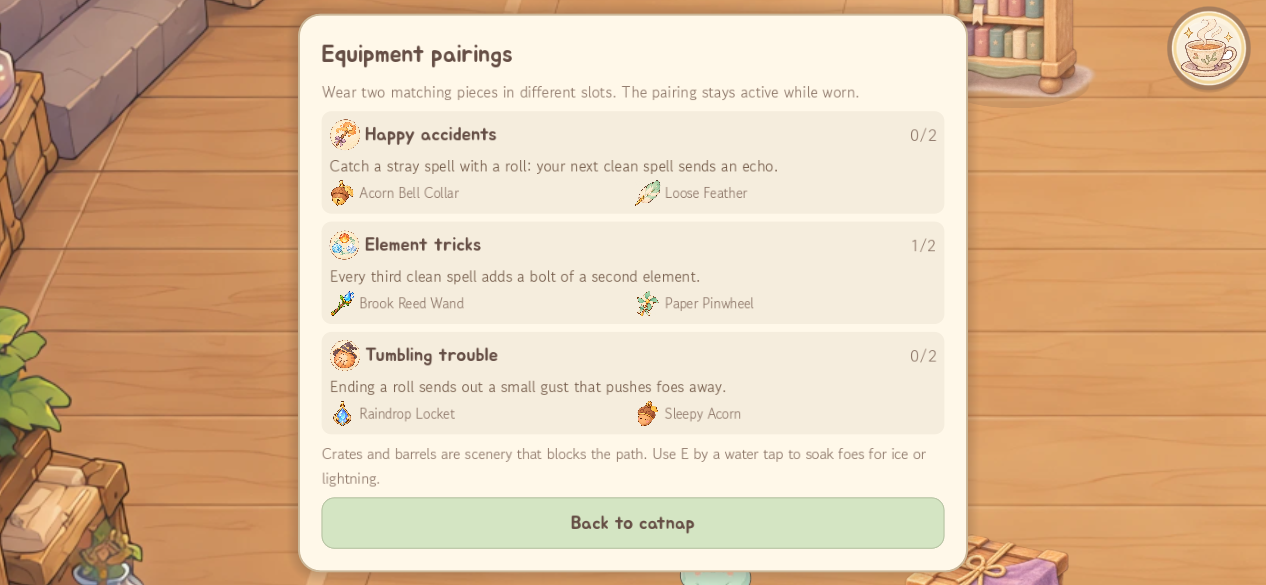 Equipment pairings
Wear two matching pieces in different slots. The pairing stays active while worn.
Happy accidents 0/2
Catch a stray spell with a roll: your next clean spell sends an echo.
Acorn Bell Collar Loose Feather
Element tricks 1/2
Every third clean spell adds a bolt of a second element.
Brook Reed Wand Paper Pinwheel
Tumbling trouble 0/2
Ending a roll sends out a small gust that pushes foes away.
Raindrop Locket Sleepy Acorn
Crates and barrels are scenery that blocks the path. Use E by a water tap to soak foes for ice or
lightning.
Back to catnap